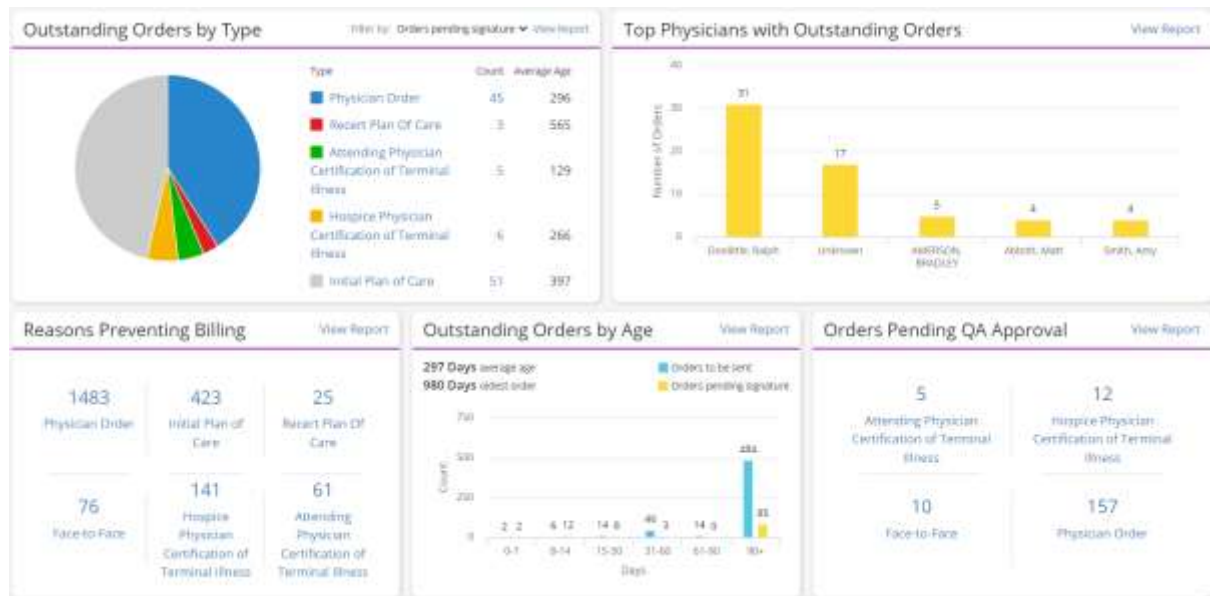 Outstanding Orders by Type
Filter by: Orders pending signature View Report
Type Count Average Age
Physician Order 45 296
Recert Plan Of Care 3 565
Attending Physician
Certification of Terminal 5 129
Illness
Hospice Physician
Certification of Terminal 6 266
Illness
Initial Plan of Care 51 397
Top Physicians with Outstanding Orders View Report
40
30
20
10
0
Number of Orders
31
17
5
4
4
Doolittle, Ralph
Unknown
AMERSON,
BRADLEY
Abbott, Matt
Smith, Amy
Reasons Preventing Billing View Report
1483
Physician Order
423
Initial Plan of
Care
25
Recert Plan Of
Care
76
Face-to-Face
141
Hospice
Physician
Certification of
Terminal Illness
61
Attending
Physician
Certification of
Terminal Illness
Outstanding Orders by Age View Report
297 Days average age
980 Days oldest order
Orders to be sent
Orders pending signature
750
500
250
0
Count
2 2
6 12
14 8
3
14
0-7
8-14
15-30
31-60
61-90
90+
Days
Orders Pending QA Approval View Report
5
Attending Physician
Certification of Terminal
Illness
12
Hospice Physician
Certification of Terminal
Illness
10
Face-to-Face
157
Physician Order